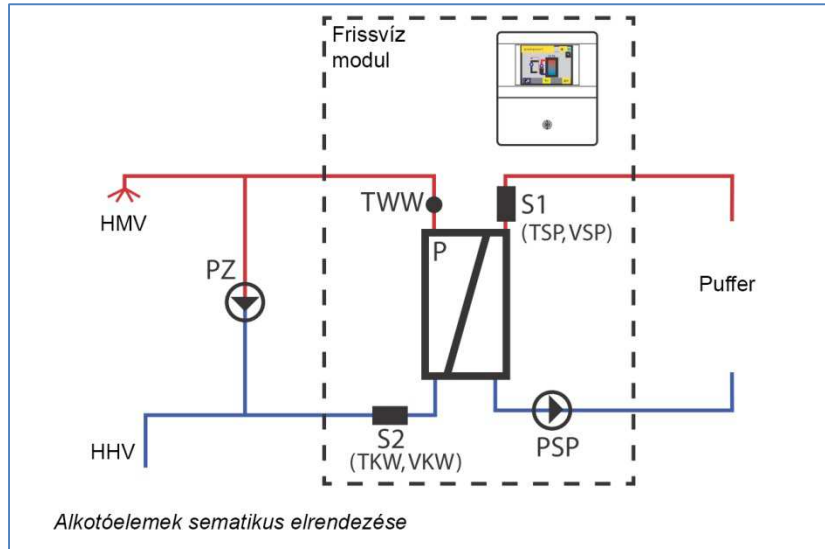 Frissvíz
modul
TWW
S1
(TSP, VSP)
HMV
P
PZ
Puffer
S2
(TKW, VKW)
PSP
HHV
Alkotóelemek sematikus elrendezése